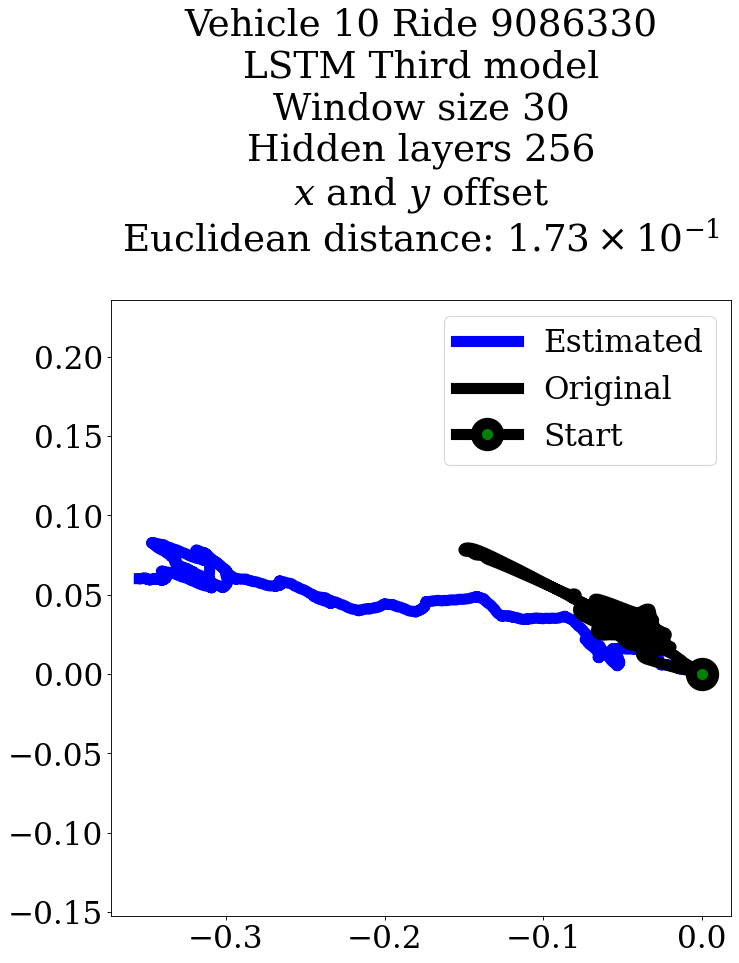 Vehicle 10 Ride 9086330
LSTM Third model
Window size 30
Hidden layers 256
x and y offset
Euclidean distance: 1.73 × 10⁻¹
Estimated
Original
Start
0.20
0.15
0.10
0.05
0.00
−0.05
−0.10
−0.15
−0.3
−0.2
−0.1
0.0